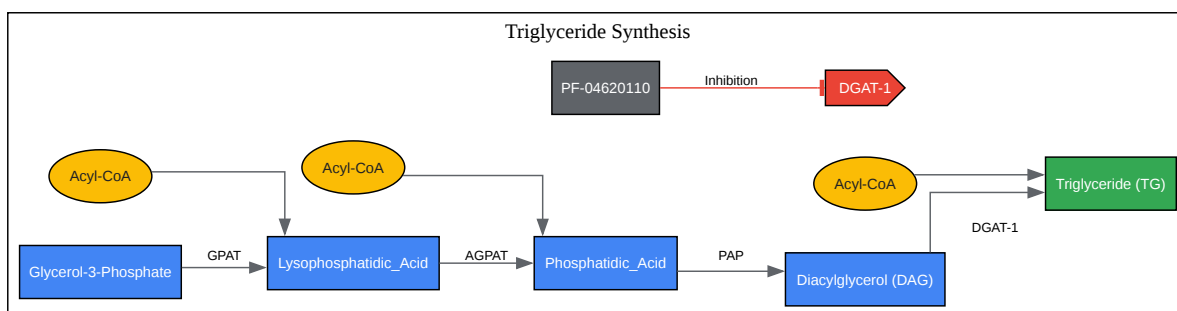 Triglyceride Synthesis
PF-04620110
Inhibition
DGAT-1
Acyl-CoA
Acyl-CoA
Acyl-CoA
Triglyceride (TG)
DGAT-1
Glycerol-3-Phosphate
GPAT
Lysophosphatidic_Acid
AGPAT
Phosphatidic_Acid
PAP
Diacylglycerol (DAG)